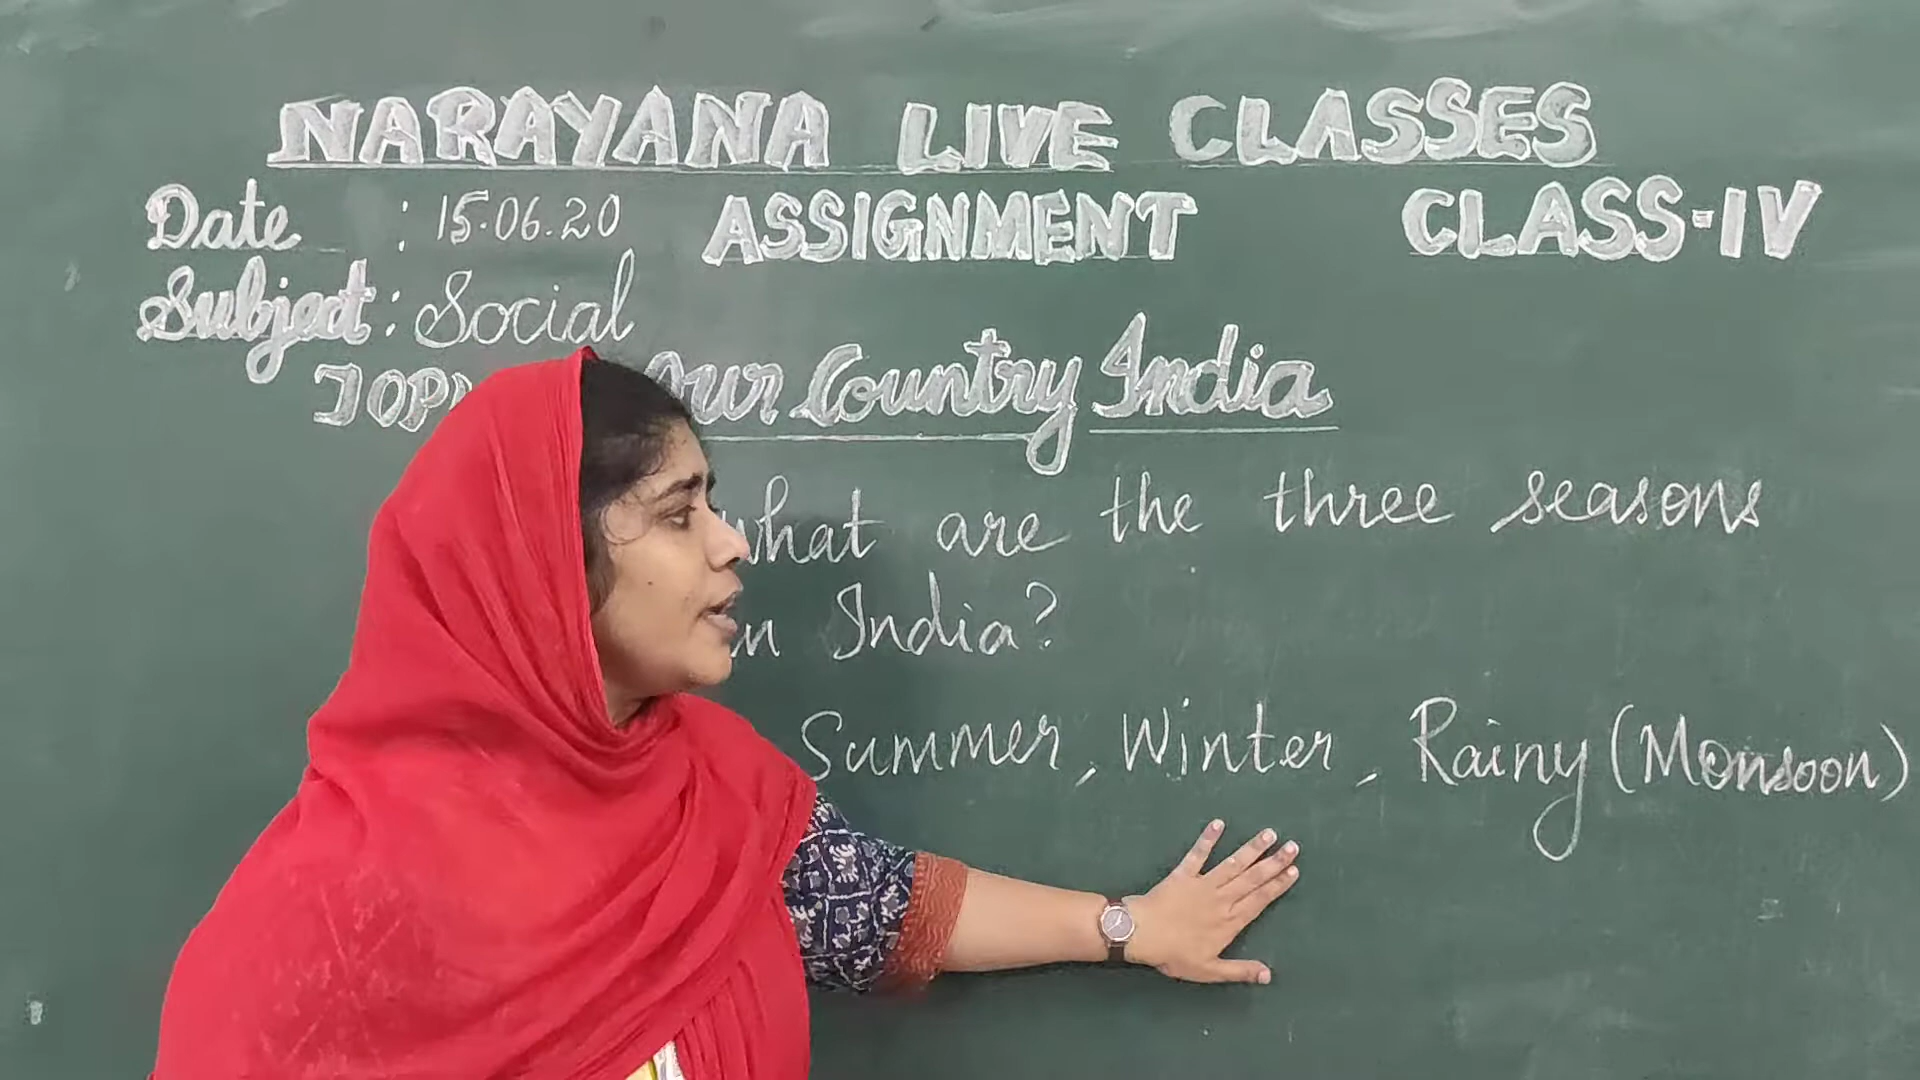 NARAYANA LIVE CLASSES
Date : 15.06.20 ASSIGNMENT CLASS-IV
Subject : Social
Our Country India
what are the three seasons
in India?
Summer, Winter, Rainy (Monsoon)